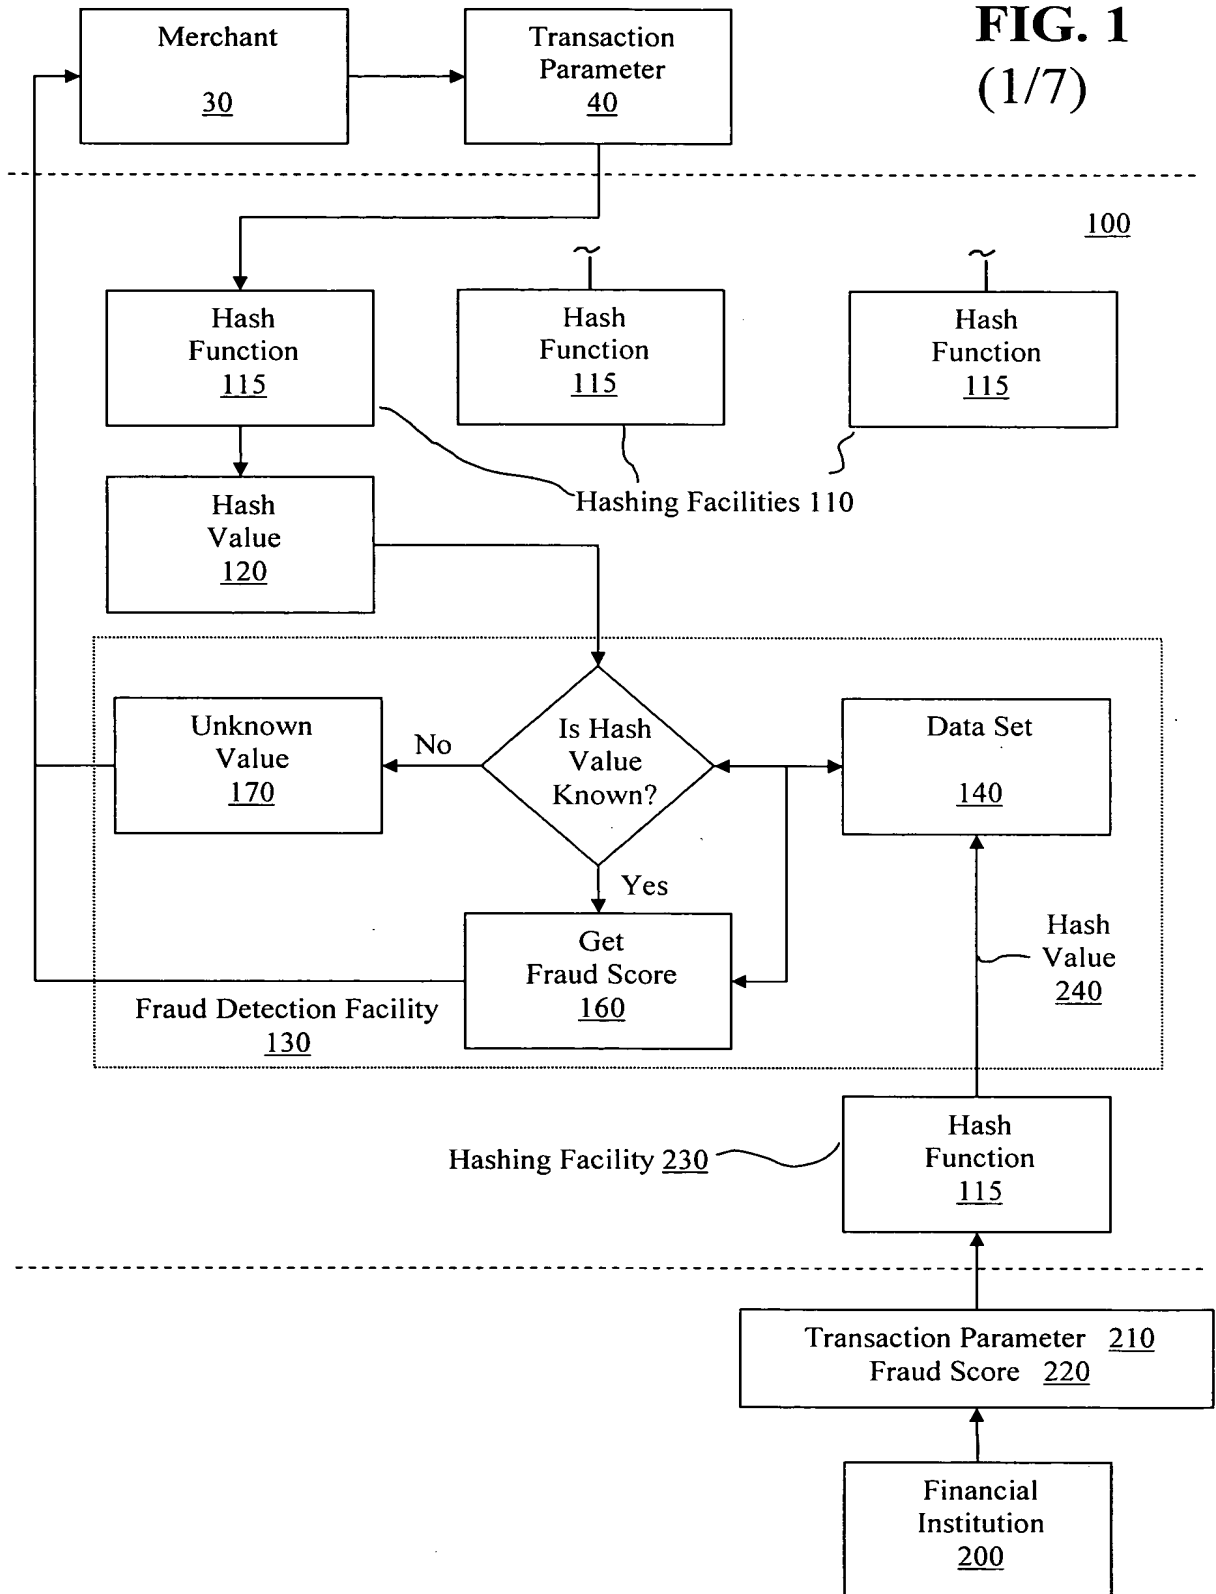 FIG. 1
(1/7)
Merchant
30
Transaction
Parameter
40
100
Hash
Function
115
Hash
Function
115
Hash
Function
115
Hashing Facilities 110
Hash
Value
120
Is Hash
Value
Known?
No
Yes
Unknown
Value
170
Data Set
140
Get
Fraud Score
160
Hash
Value
240
Fraud Detection Facility
130
Hashing Facility 230
Hash
Function
115
Transaction Parameter 210
Fraud Score 220
Financial
Institution
200